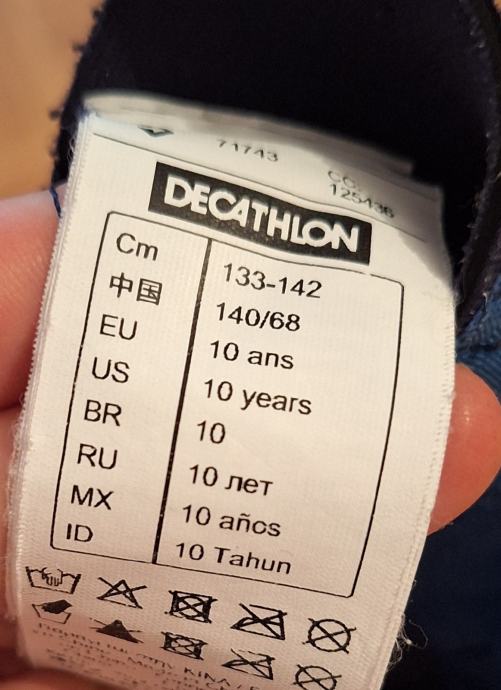 71743
125436
DECATHLON
Cm 133-142
中国 140/68
EU 10 ans
US 10 years
BR 10
RU 10 лет
MX 10 años
ID 10 Tahun